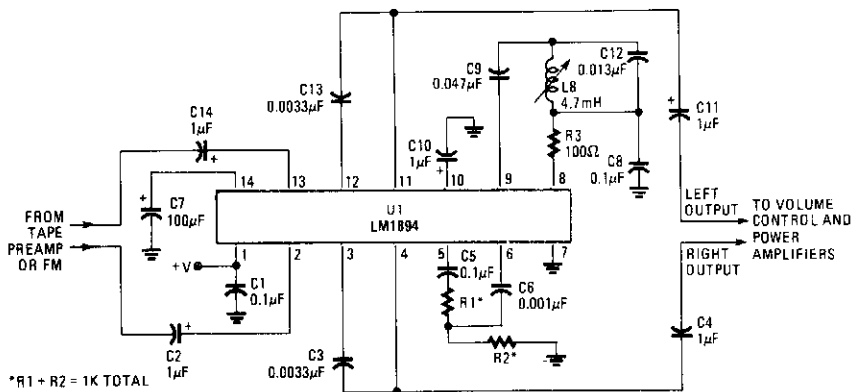 C12
0.013µF
C9
0.047µF
C13
0.0033µF
L8
4.7mH
C11
1µF
+
C14
1µF
+
C10
1µF
+
R3
100Ω
C8
0.1µF
14
13
12
11
10
9
8
C7
100µF
+
U1
LM1894
FROM
TAPE
PREAMP
OR FM
LEFT
OUTPUT
TO VOLUME
CONTROL AND
POWER
AMPLIFIERS
RIGHT
OUTPUT
1
2
3
4
5
6
7
+V
C1
0.1µF
C5
0.1µF
R1*
C6
0.001µF
R2*
C2
1µF
+
C3
0.0033µF
C4
1µF
+
*R1 + R2 = 1K TOTAL